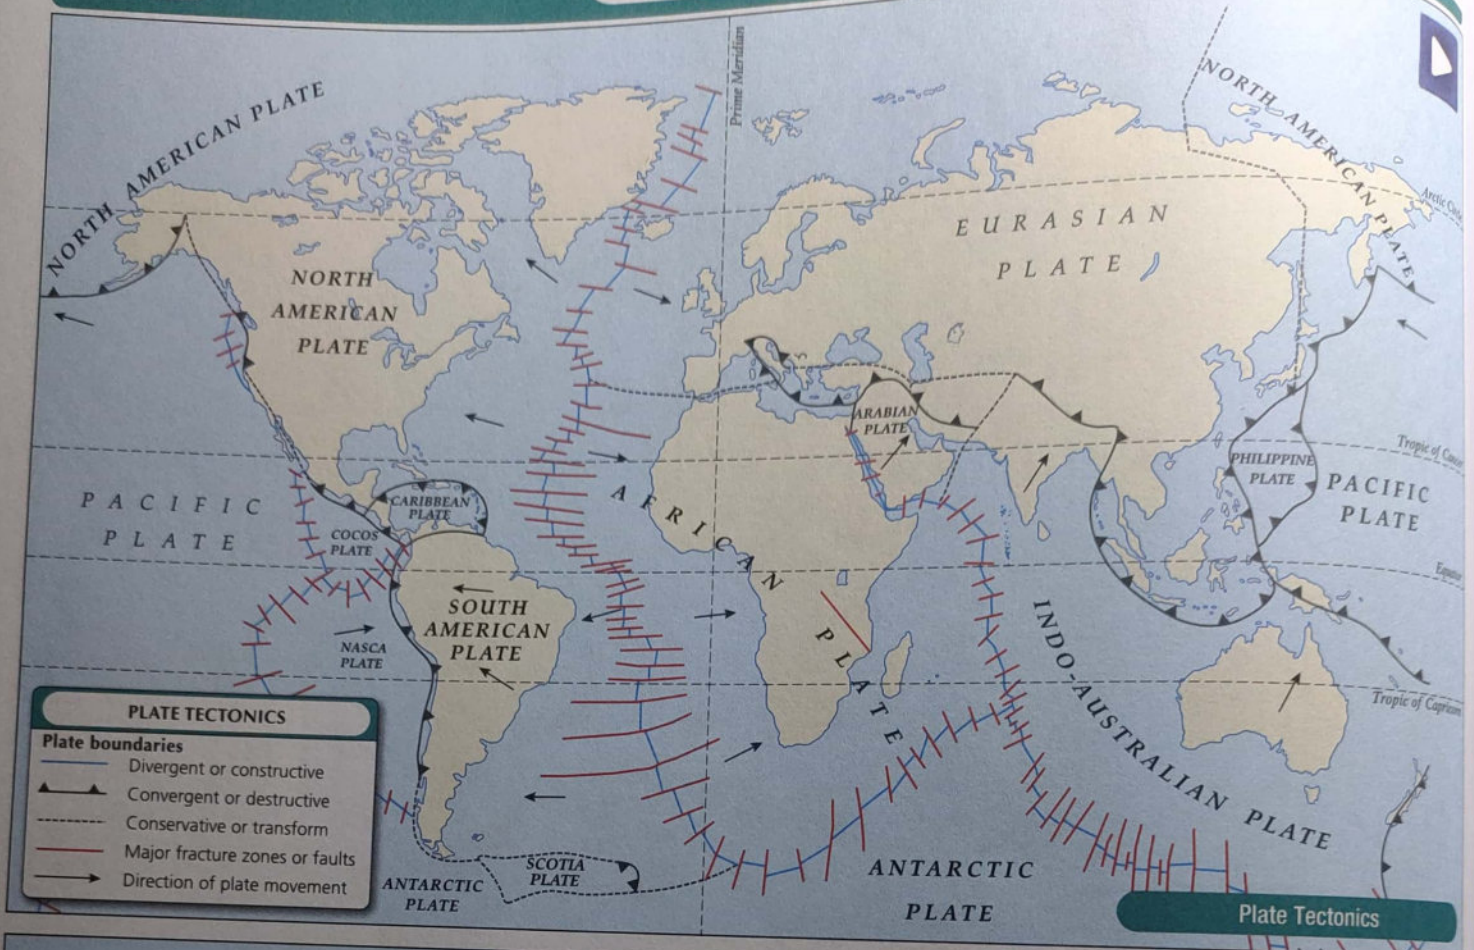 Prime Meridian
NORTH AMERICAN PLATE
NORTH AMERICAN PLATE
Arctic Circle
EURASIAN
PLATE
NORTH
AMERICAN
PLATE
ARABIAN
PLATE
Tropic of Cancer
PHILIPPINE
PLATE
PACIFIC
PLATE
PACIFIC
PLATE
CARIBBEAN
PLATE
COCOS
PLATE
AFRICAN PLATE
Equator
SOUTH
AMERICAN
PLATE
NASCA
PLATE
INDO-AUSTRALIAN PLATE
Tropic of Capricorn
PLATE TECTONICS
Plate boundaries
Divergent or constructive
Convergent or destructive
Conservative or transform
Major fracture zones or faults
Direction of plate movement
SCOTIA
PLATE
ANTARCTIC
PLATE
ANTARCTIC
PLATE
Plate Tectonics